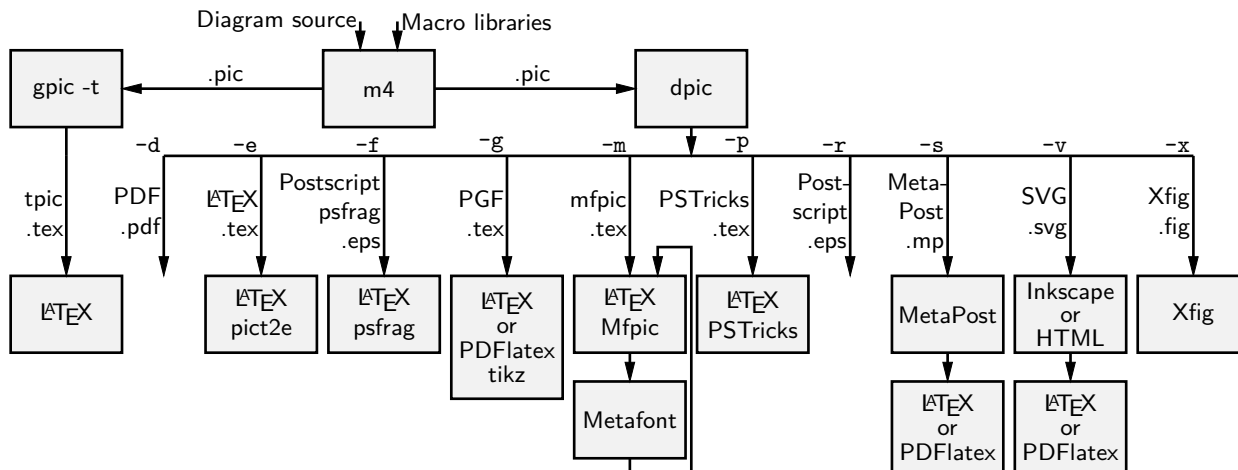 Diagram source
Macro libraries
gpic -t
.pic
m4
.pic
dpic
-d
-e
-f
-g
-m
-p
-r
-s
-v
-x
tpic
.tex
PDF
.pdf
LATEX
.tex
Postscript
psfrag
.eps
PGF
.tex
mfpic
.tex
PSTricks
.tex
Post-
script
.eps
Meta-
Post
.mp
SVG
.svg
Xfig
.fig
LATEX
LATEX
pict2e
LATEX
psfrag
LATEX
or
PDFlatex
tikz
LATEX
Mfpic
LATEX
PSTricks
MetaPost
Inkscape
or
HTML
Xfig
Metafont
LATEX
or
PDFlatex
LATEX
or
PDFlatex